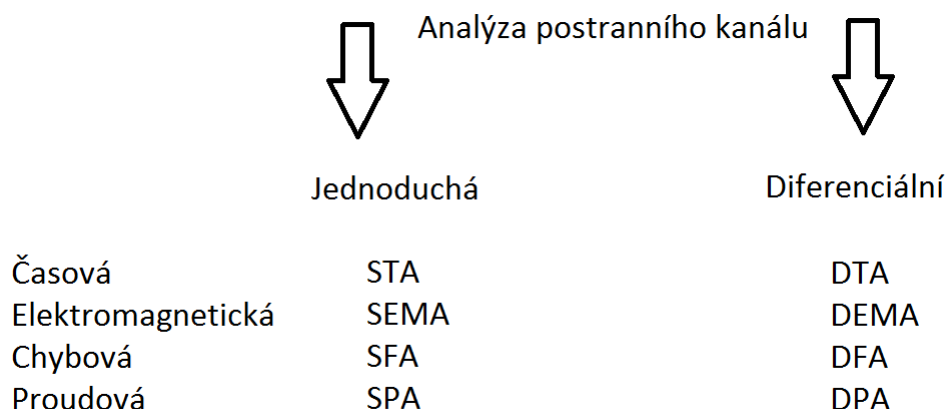 Analýza postranního kanálu
Jednoduchá Diferenciální
Časová STA DTA
Elektromagnetická SEMA DEMA
Chybová SFA DFA
Proudová SPA DPA